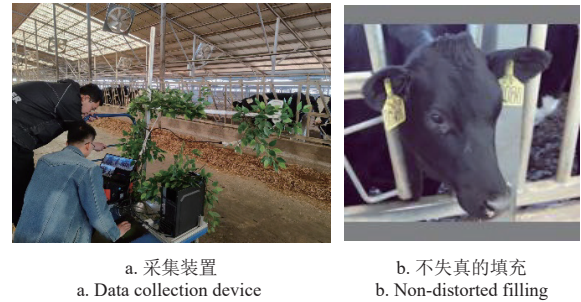 a. 采集装置
a. Data collection device
b. 不失真的填充
b. Non-distorted filling